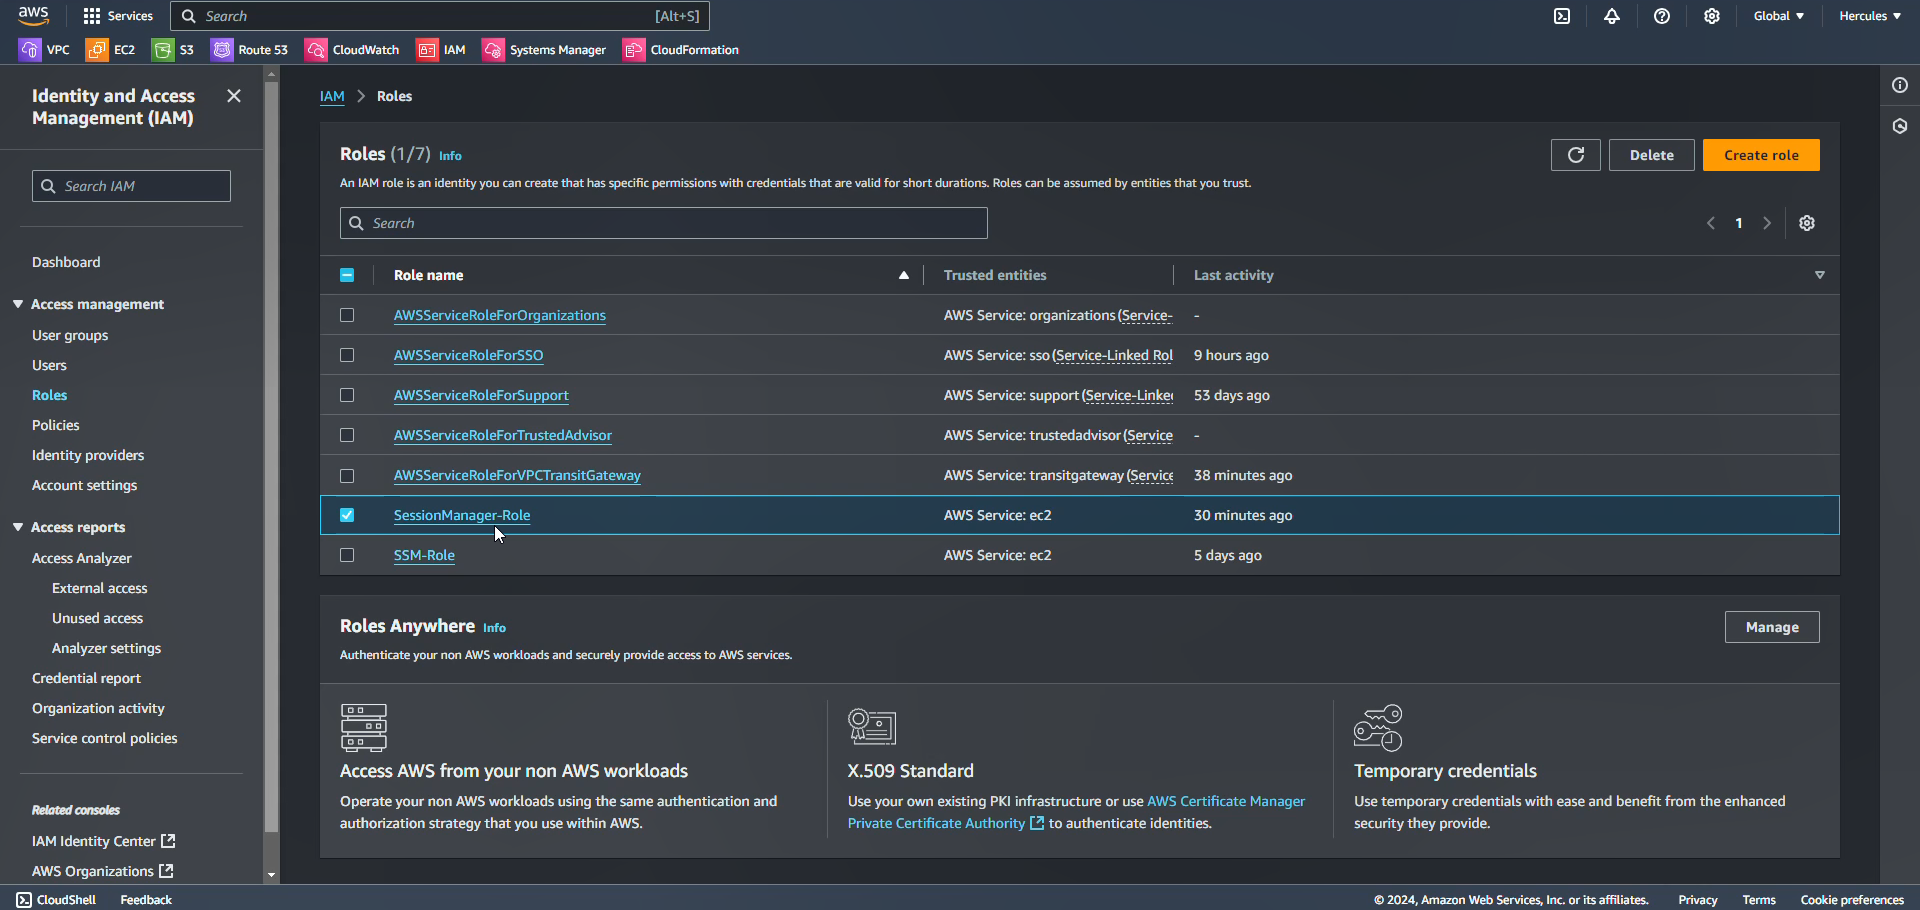 aws
Services
Search
[Alt+S]
Global
Hercules
VPC
EC2
S3
Route 53
CloudWatch
IAM
Systems Manager
CloudFormation
Identity and Access
Management (IAM)
Search IAM
Dashboard
Access management
User groups
Users
Roles
Policies
Identity providers
Account settings
Access reports
Access Analyzer
External access
Unused access
Analyzer settings
Credential report
Organization activity
Service control policies
Related consoles
IAM Identity Center
AWS Organizations
IAM > Roles
Roles (1/7) Info
Delete
Create role
An IAM role is an identity you can create that has specific permissions with credentials that are valid for short durations. Roles can be assumed by entities that you trust.
Search
1
Role name Trusted entities Last activity
AWSServiceRoleForOrganizations AWS Service: organizations (Service- -
AWSServiceRoleForSSO AWS Service: sso (Service-Linked Rol 9 hours ago
AWSServiceRoleForSupport AWS Service: support (Service-Linke 53 days ago
AWSServiceRoleForTrustedAdvisor AWS Service: trustedadvisor (Service -
AWSServiceRoleForVPCTransitGateway AWS Service: transitgateway (Service 38 minutes ago
SessionManager-Role AWS Service: ec2 30 minutes ago
SSM-Role AWS Service: ec2 5 days ago
Roles Anywhere Info
Manage
Authenticate your non AWS workloads and securely provide access to AWS services.
Access AWS from your non AWS workloads
Operate your non AWS workloads using the same authentication and
authorization strategy that you use within AWS.
X.509 Standard
Use your own existing PKI infrastructure or use AWS Certificate Manager
Private Certificate Authority to authenticate identities.
Temporary credentials
Use temporary credentials with ease and benefit from the enhanced
security they provide.
CloudShell
Feedback
© 2024, Amazon Web Services, Inc. or its affiliates.
Privacy
Terms
Cookie preferences